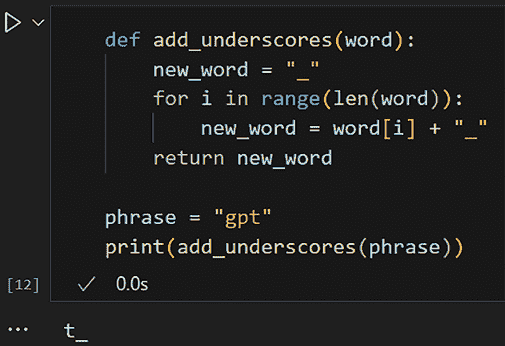 def add_underscores(word):
    new_word = "_"
    for i in range(len(word)):
        new_word = word[i] + "_"
    return new_word

phrase = "gpt"
print(add_underscores(phrase))
[12] 0.0s
... t_